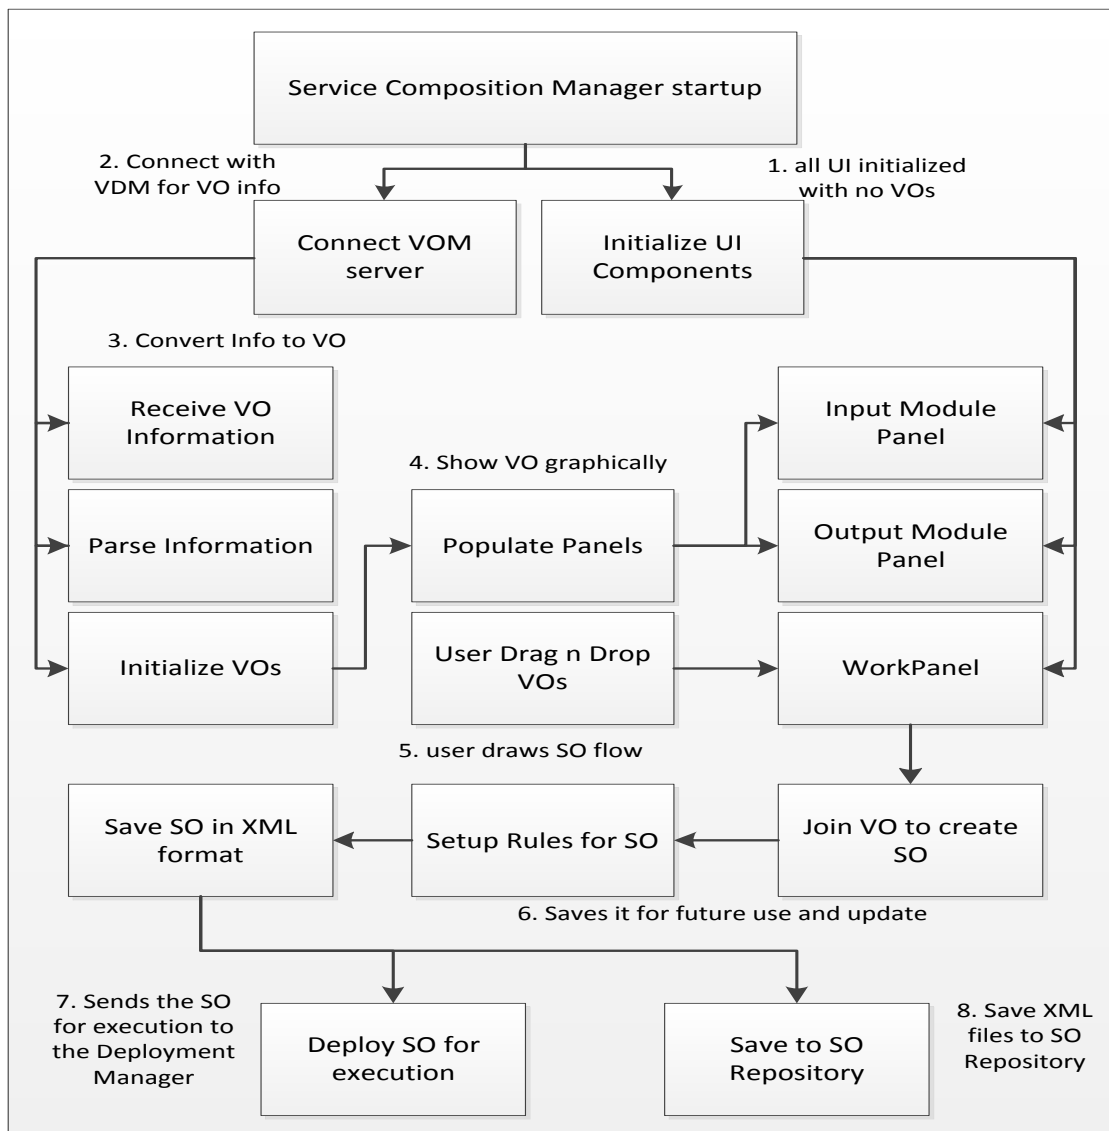 Service Composition Manager startup
2. Connect with
VDM for VO info
1. all UI initialized
with no VOs
Connect VOM
server
Initialize UI
Components
3. Convert Info to VO
Receive VO
Information
Input Module
Panel
4. Show VO graphically
Parse Information
Populate Panels
Output Module
Panel
Initialize VOs
User Drag n Drop
VOs
WorkPanel
5. user draws SO flow
Save SO in XML
format
Setup Rules for SO
Join VO to create
SO
6. Saves it for future use and update
7. Sends the SO
for execution to
the Deployment
Manager
Deploy SO for
execution
Save to SO
Repository
8. Save XML
files to SO
Repository